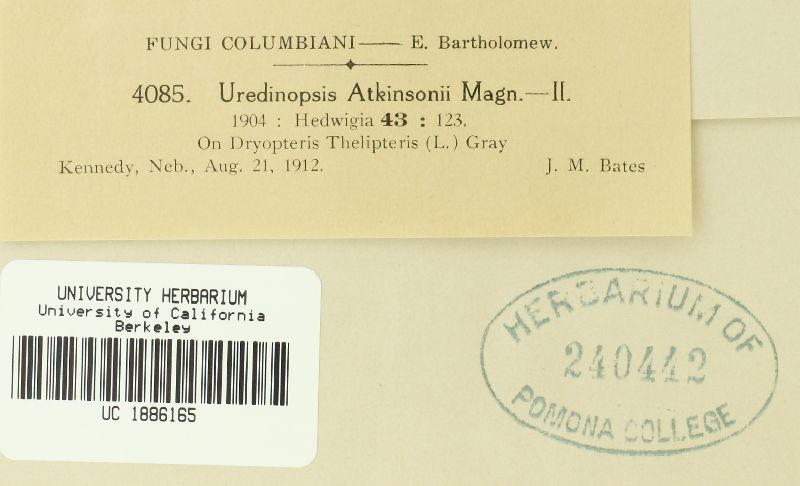 FUNGI COLUMBIANI—— E. Bartholomew.
4085. Uredinopsis Atkinsonii Magn.—II.
1904 : Hedwigia 43 : 123.
On Dryopteris Thelipteris (L.) Gray
Kennedy, Neb., Aug. 21, 1912. J. M. Bates
UNIVERSITY HERBARIUM
University of California
Berkeley
UC 1886165
HERBARIUM OF
240442
POMONA COLLEGE